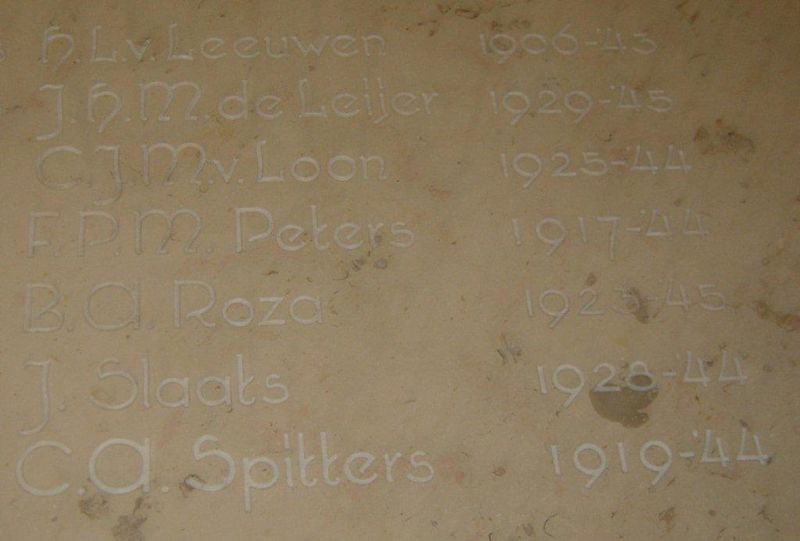 H.L.v. Leeuwen 1906-'43
J.H.M. de Leijer 1929-'45
C.J.M.v. Loon 1925-'44
F.P.M. Peters 1917-'44
B.A. Roza 1923-'45
J. Slaats 1928-'44
C.A. Spitters 1919-'44